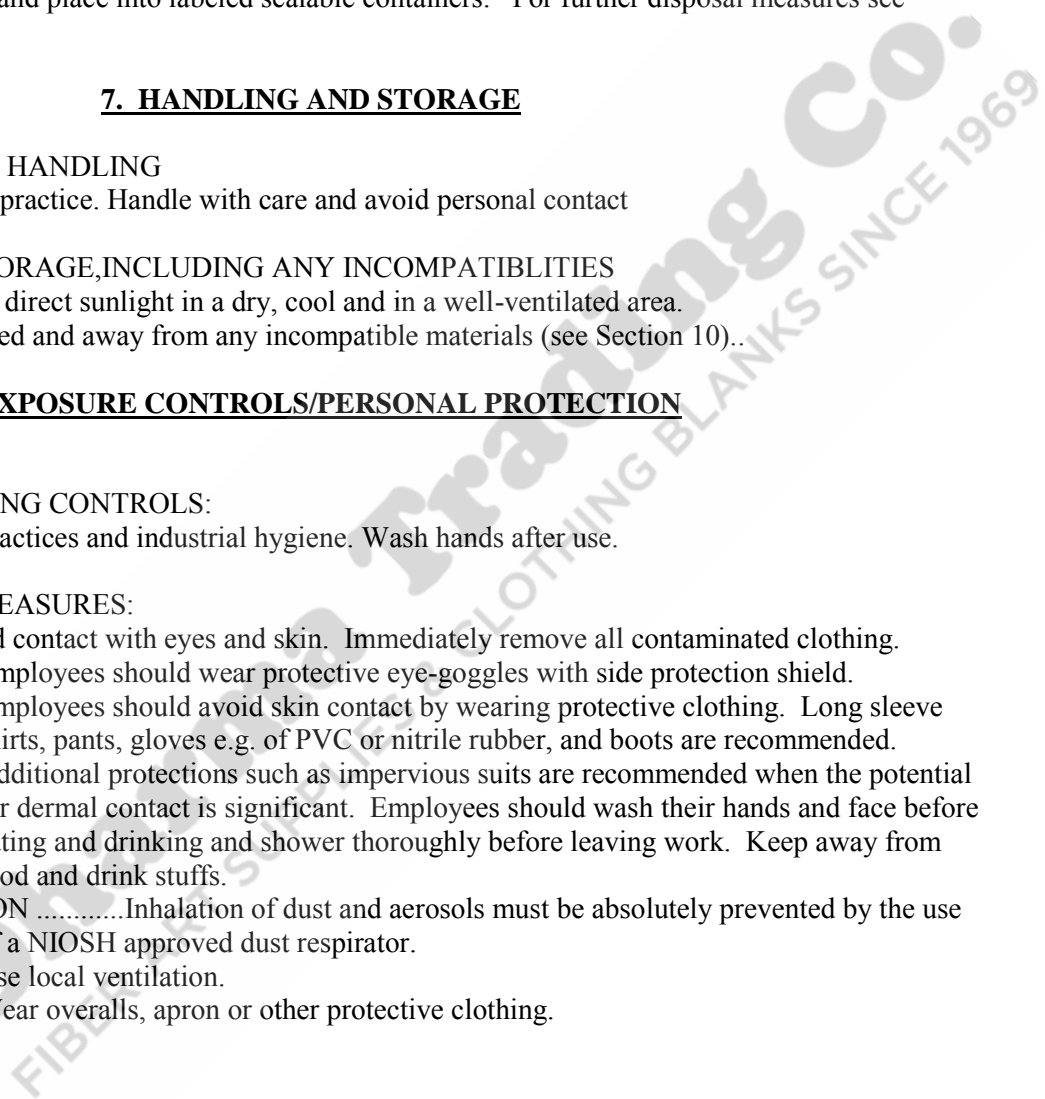 and place into labeled sealable containers. For further disposal measures see
7. HANDLING AND STORAGE
HANDLING
practice. Handle with care and avoid personal contact
ORAGE,INCLUDING ANY INCOMPATIBLITIES
direct sunlight in a dry, cool and in a well-ventilated area.
ed and away from any incompatible materials (see Section 10)..
XPOSURE CONTROLS/PERSONAL PROTECTION
NG CONTROLS:
actices and industrial hygiene. Wash hands after use.
EASURES:
d contact with eyes and skin. Immediately remove all contaminated clothing.
mployees should wear protective eye-goggles with side protection shield.
mployees should avoid skin contact by wearing protective clothing. Long sleeve
irts, pants, gloves e.g. of PVC or nitrile rubber, and boots are recommended.
dditional protections such as impervious suits are recommended when the potential
r dermal contact is significant. Employees should wash their hands and face before
ating and drinking and shower thoroughly before leaving work. Keep away from
od and drink stuffs.
ON ............Inhalation of dust and aerosols must be absolutely prevented by the use
f a NIOSH approved dust respirator.
se local ventilation.
ear overalls, apron or other protective clothing.
Dharma Trading Co.
FIBER ART SUPPLIES & CLOTHING BLANKS SINCE 1969